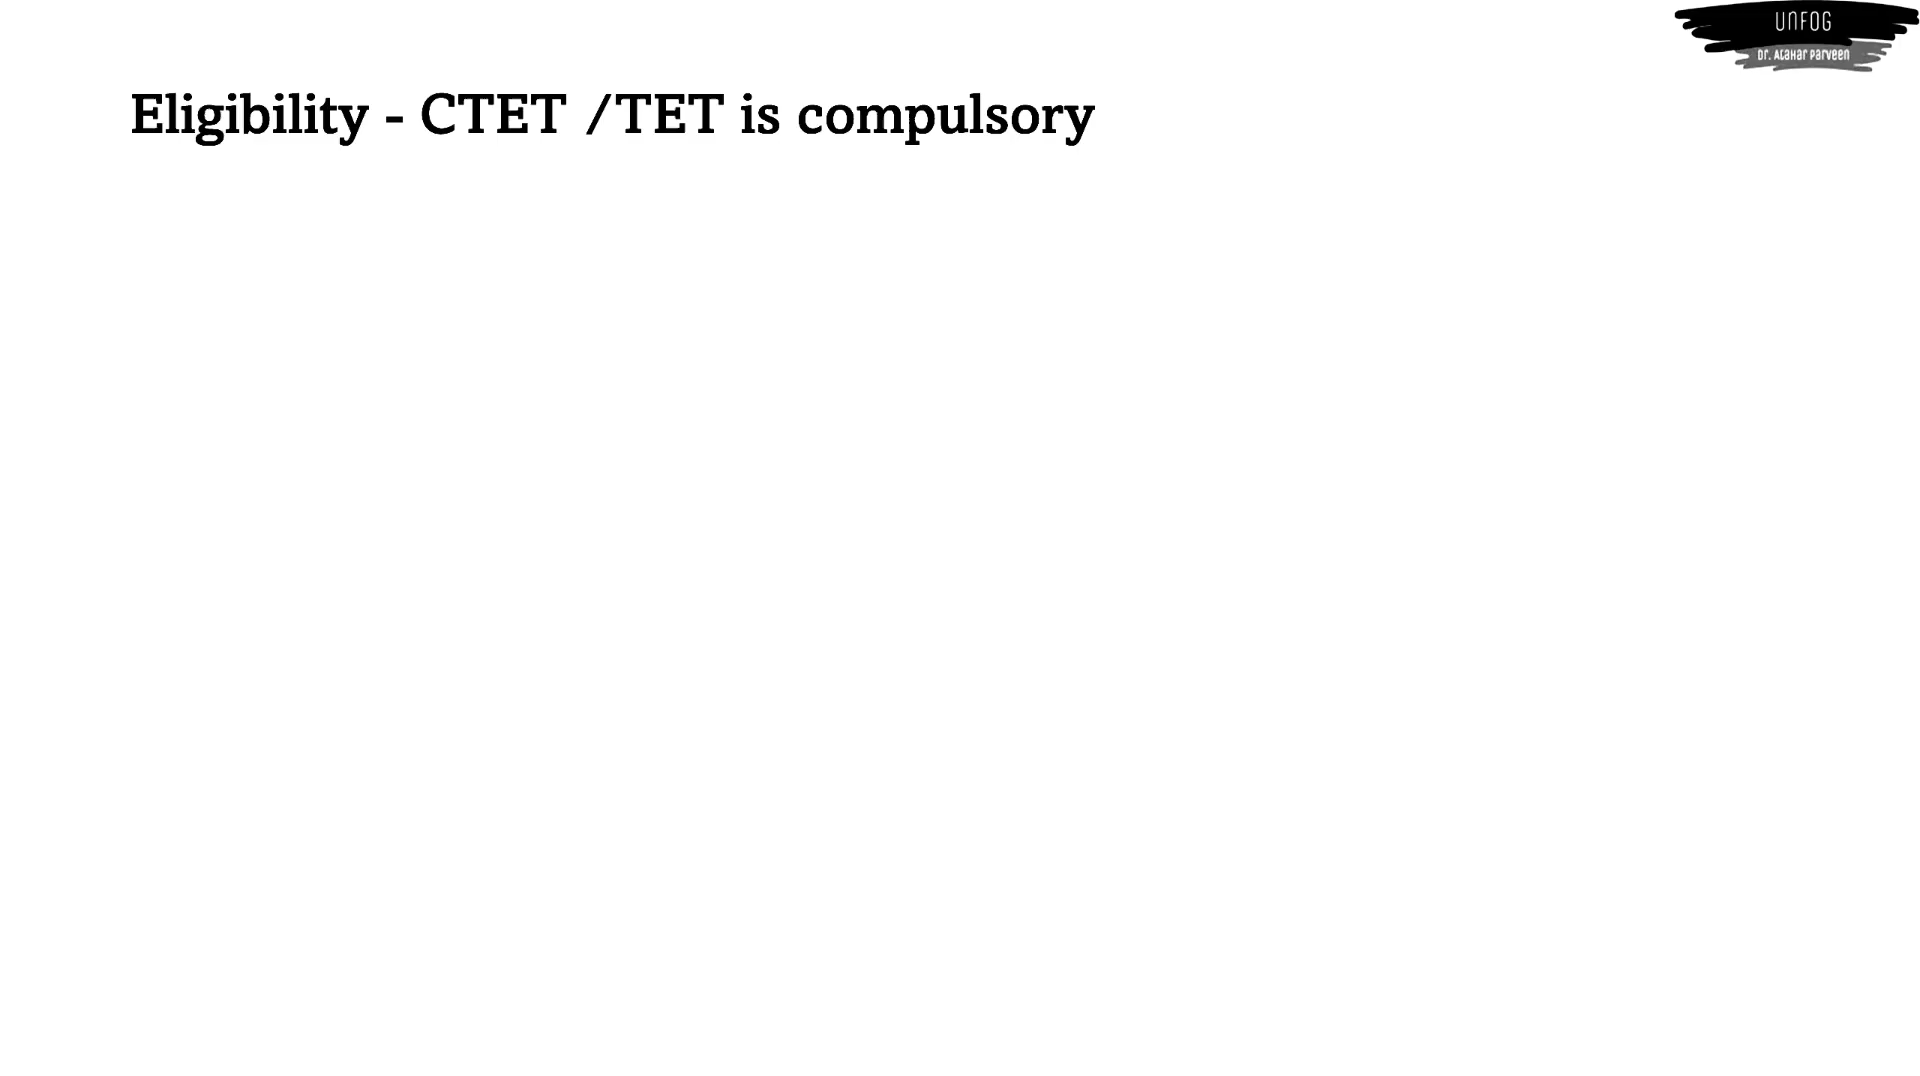 UNFOG
Dr. Atahar Parveen
Eligibility - CTET /TET is compulsory